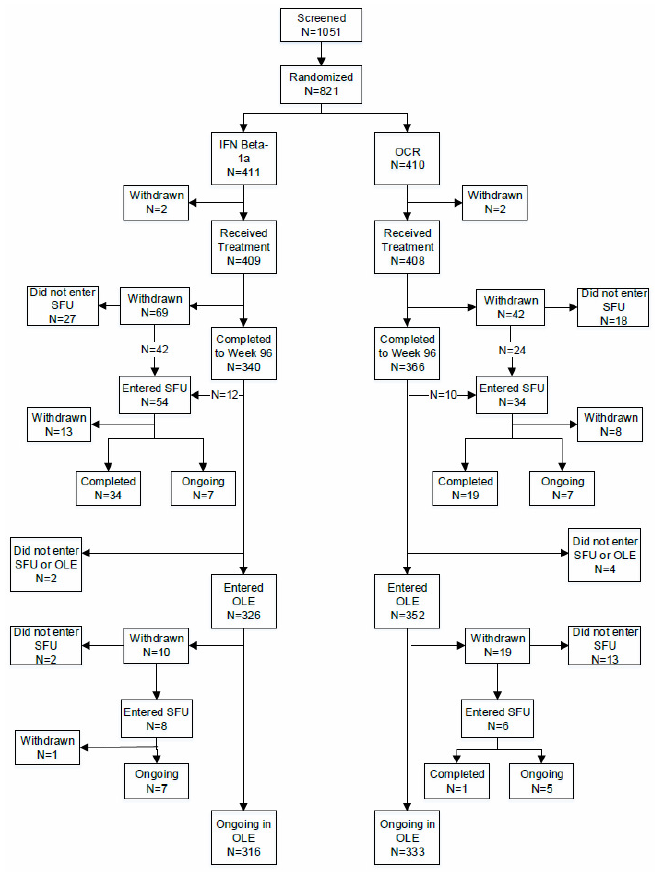 Screened
N=1051
Randomized
N=821
IFN Beta-
1a
N=411
OCR
N=410
Withdrawn
N=2
Withdrawn
N=2
Received
Treatment
N=409
Received
Treatment
N=408
Did not enter
SFU
N=27
Withdrawn
N=69
Withdrawn
N=42
Did not enter
SFU
N=18
Completed
to Week 96
N=340
Completed
to Week 96
N=366
N=42
N=24
Entered SFU
N=54
N=12
N=10
Entered SFU
N=34
Withdrawn
N=13
Withdrawn
N=8
Completed
N=34
Ongoing
N=7
Completed
N=19
Ongoing
N=7
Did not enter
SFU or OLE
N=2
Did not enter
SFU or OLE
N=4
Entered
OLE
N=326
Entered
OLE
N=352
Did not enter
SFU
N=2
Withdrawn
N=10
Withdrawn
N=19
Did not enter
SFU
N=13
Entered SFU
N=8
Entered SFU
N=6
Withdrawn
N=1
Ongoing
N=7
Completed
N=1
Ongoing
N=5
Ongoing in
OLE
N=316
Ongoing in
OLE
N=333